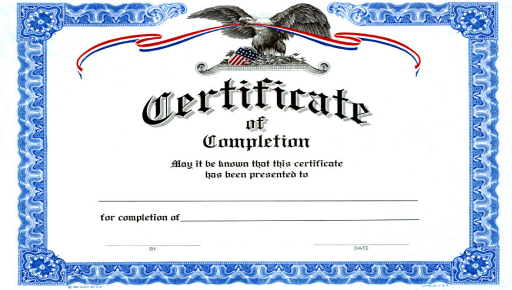 Certificate
of
Completion
May it be known that this certificate
has been presented to
for completion of
BY
DATE